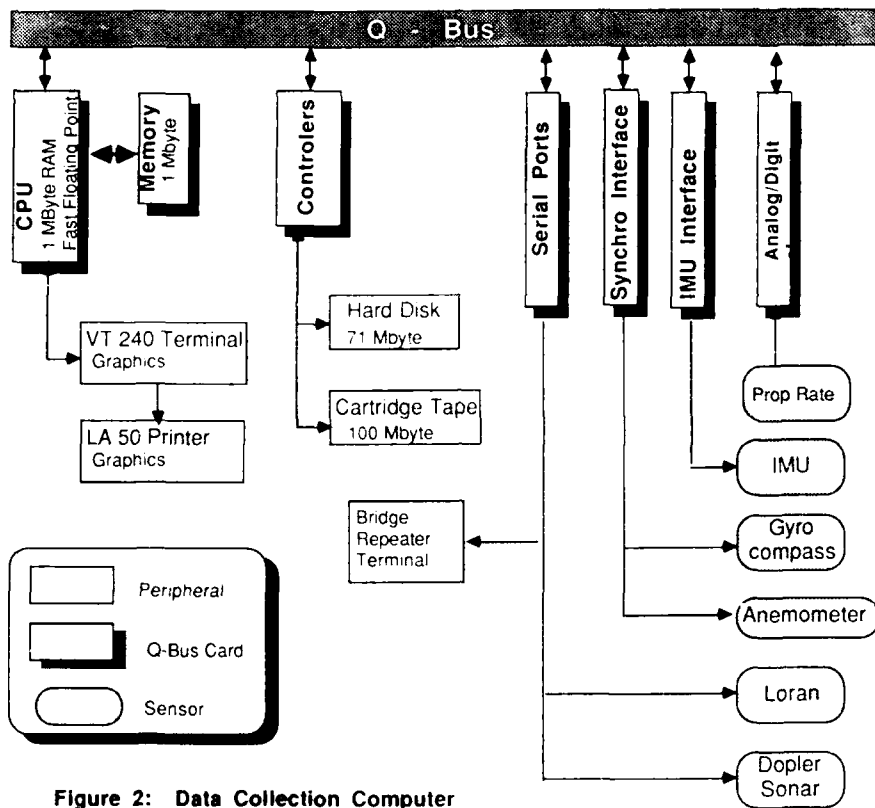 Q - Bus
CPU
1 MByte RAM
Fast Floating Point
Memory
1 Mbyte
Controlers
Serial Ports
Synchro Interface
IMU Interface
Analog/Digit
Hard Disk
71 Mbyte
VT 240 Terminal
Graphics
Prop Rate
Cartridge Tape
100 Mbyte
LA 50 Printer
Graphics
IMU
Bridge
Repeater
Terminal
Gyro
compass
Peripheral
Anemometer
Q-Bus Card
Loran
Sensor
Dopler
Sonar
Figure 2: Data Collection Computer